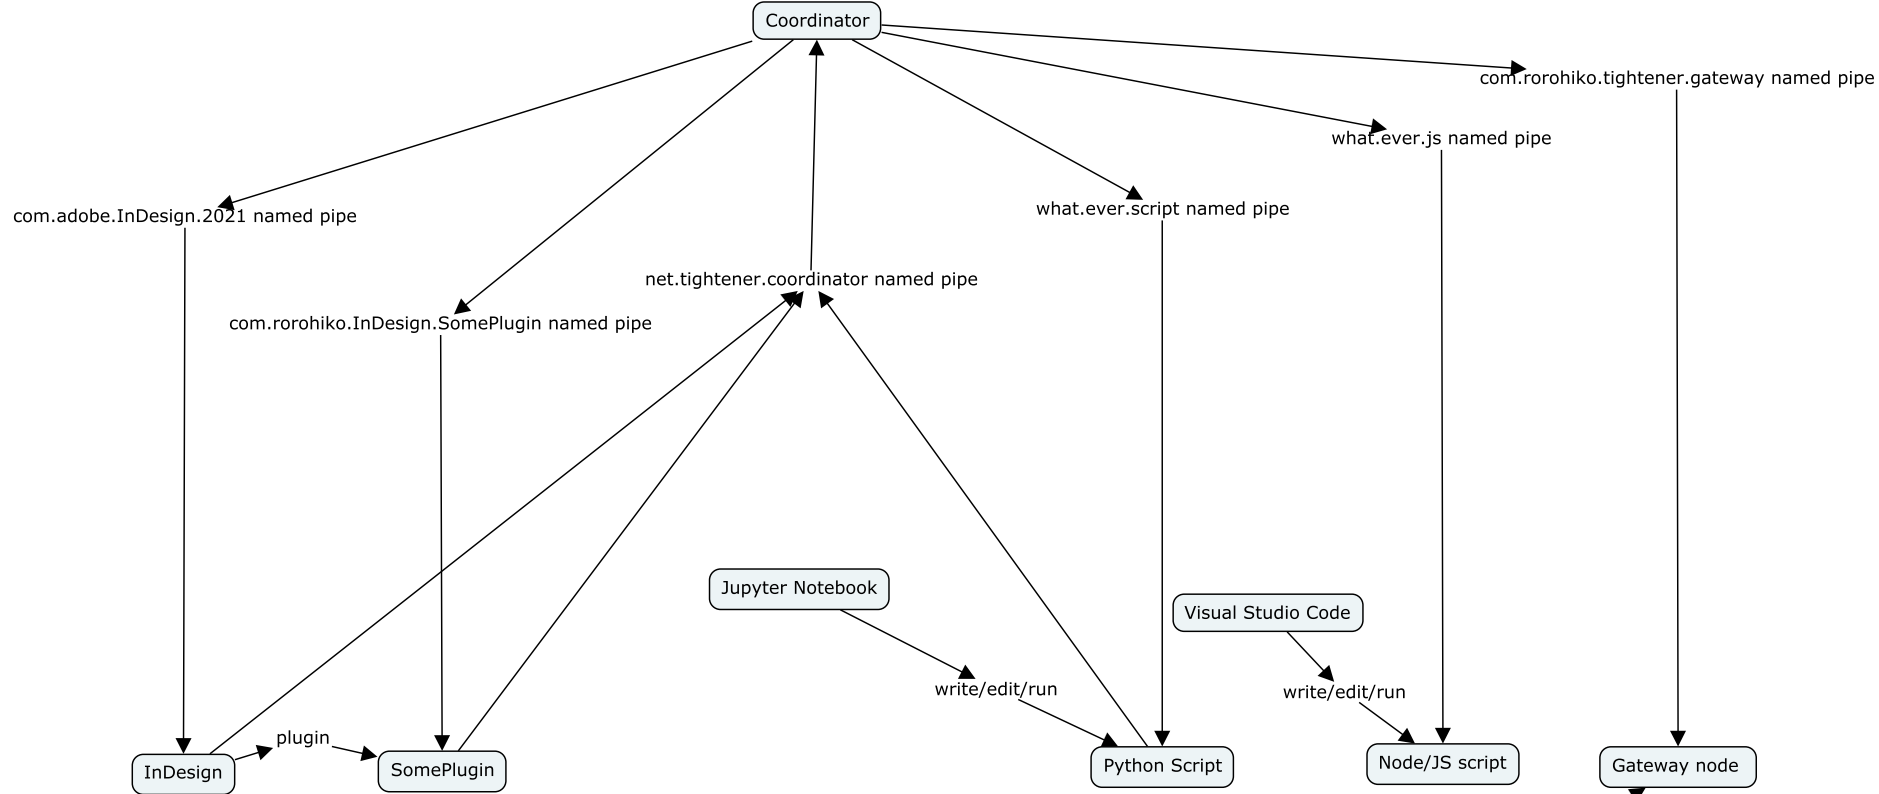 Coordinator
com.rorohiko.tightener.gateway named pipe
what.ever.js named pipe
what.ever.script named pipe
com.adobe.InDesign.2021 named pipe
net.tightener.coordinator named pipe
com.rorohiko.InDesign.SomePlugin named pipe
Jupyter Notebook
Visual Studio Code
write/edit/run
write/edit/run
plugin
InDesign
SomePlugin
Python Script
Node/JS script
Gateway node